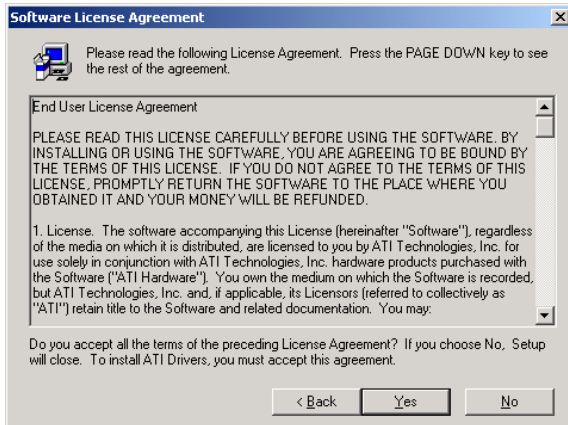 Software License Agreement
Please read the following License Agreement. Press the PAGE DOWN key to see
the rest of the agreement.
End User License Agreement
PLEASE READ THIS LICENSE CAREFULLY BEFORE USING THE SOFTWARE. BY
INSTALLING OR USING THE SOFTWARE, YOU ARE AGREEING TO BE BOUND BY
THE TERMS OF THIS LICENSE. IF YOU DO NOT AGREE TO THE TERMS OF THIS
LICENSE, PROMPTLY RETURN THE SOFTWARE TO THE PLACE WHERE YOU
OBTAINED IT AND YOUR MONEY WILL BE REFUNDED.
1. License. The software accompanying this License (hereinafter "Software"), regardless
of the media on which it is distributed, are licensed to you by ATI Technologies, Inc. for
use solely in conjunction with ATI Technologies, Inc. hardware products purchased with
the Software ("ATI Hardware"). You own the medium on which the Software is recorded,
but ATI Technologies, Inc. and, if applicable, its Licensors (referred to collectively as
"ATI") retain title to the Software and related documentation. You may:
Do you accept all the terms of the preceding License Agreement? If you choose No, Setup
will close. To install ATI Drivers, you must accept this agreement.
< Back Yes No